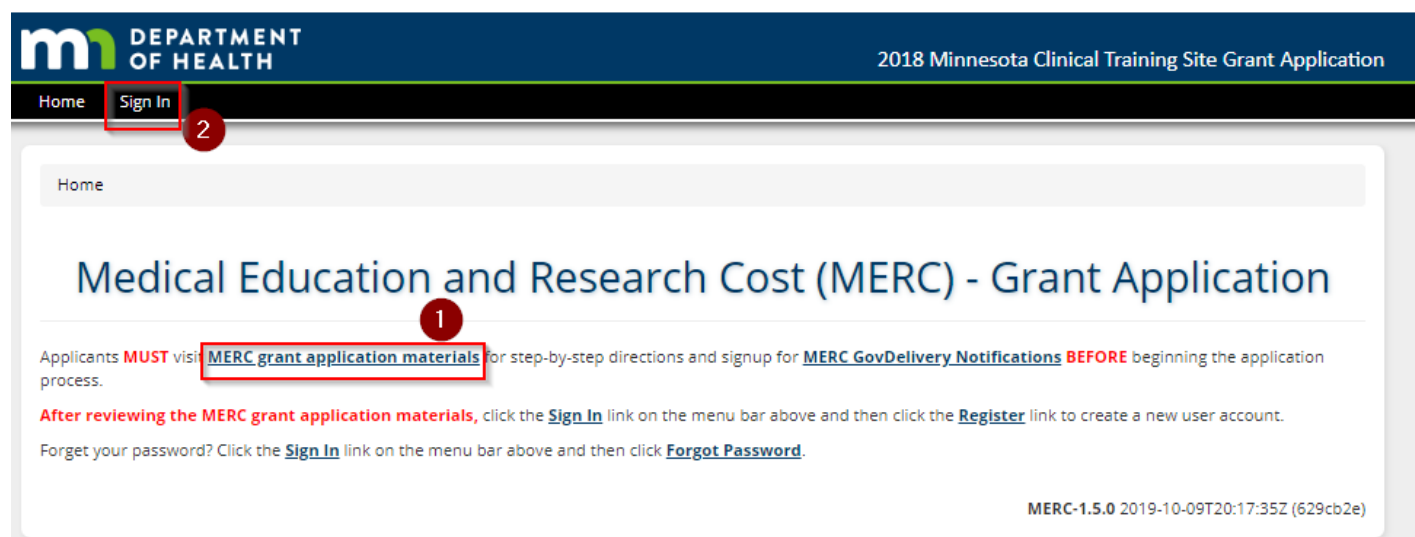 DEPARTMENT
OF HEALTH
2018 Minnesota Clinical Training Site Grant Application
Home Sign In
2
Home
Medical Education and Research Cost (MERC) - Grant Application
1
Applicants MUST visit MERC grant application materials for step-by-step directions and signup for MERC GovDelivery Notifications BEFORE beginning the application
process.
After reviewing the MERC grant application materials, click the Sign In link on the menu bar above and then click the Register link to create a new user account.
Forget your password? Click the Sign In link on the menu bar above and then click Forgot Password.
MERC-1.5.0 2019-10-09T20:17:35Z (629cb2e)